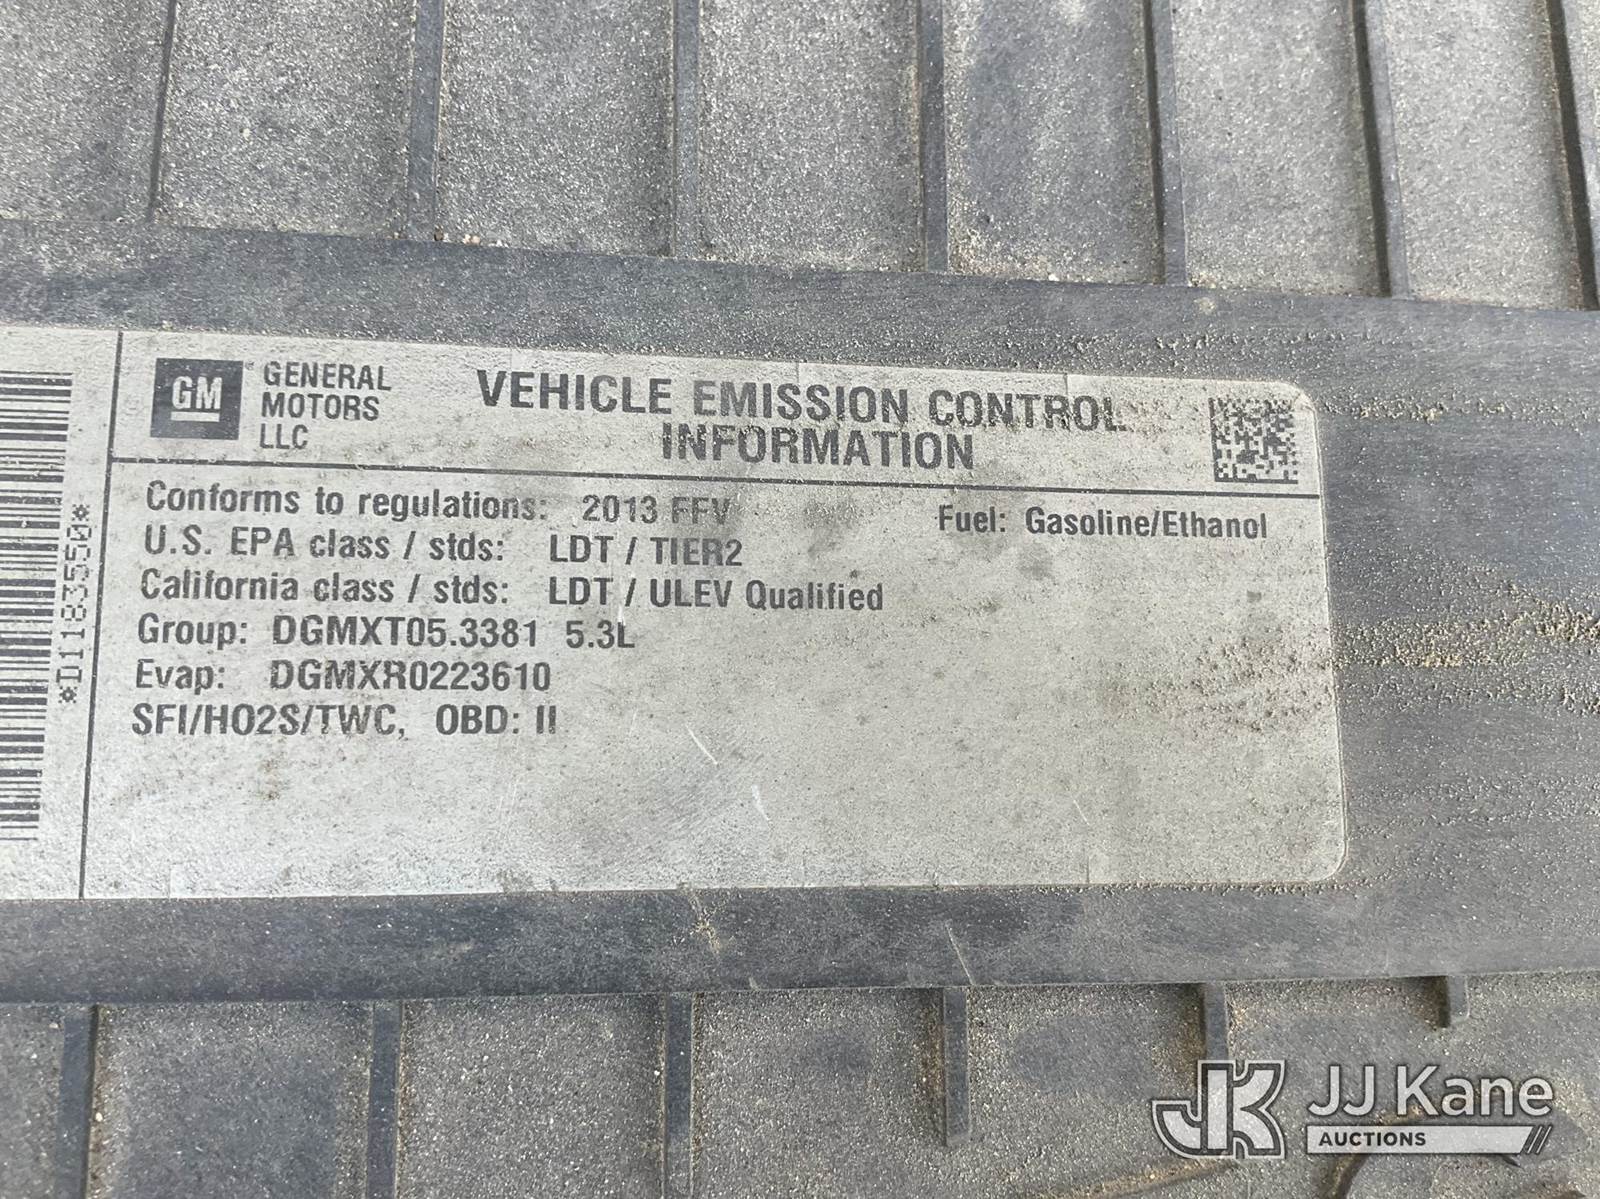 *D11835550*
GM
GENERAL
MOTORS
LLC
VEHICLE EMISSION CONTROL
INFORMATION
Conforms to regulations: 2013 FFV Fuel: Gasoline/Ethanol
U.S. EPA class / stds: LDT / TIER2
California class / stds: LDT / ULEV Qualified
Group: DGMXT05.3381 5.3L
Evap: DGMXR0223610
SFI/HO2S/TWC, OBD: II
JK JJ Kane
AUCTIONS